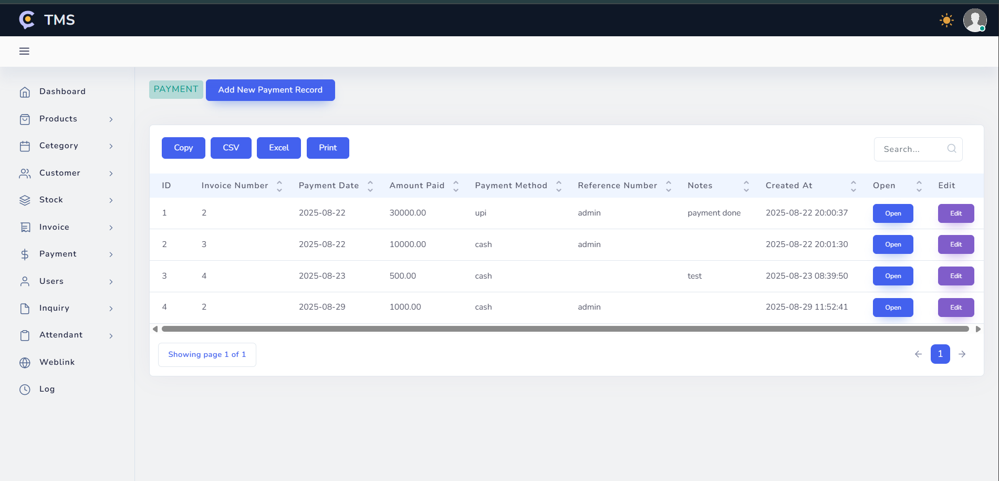 TMS
Dashboard
Products
Cetegory
Customer
Stock
Invoice
Payment
Users
Inquiry
Attendant
Weblink
Log
PAYMENT Add New Payment Record
Copy CSV Excel Print Search...
ID Invoice Number Payment Date Amount Paid Payment Method Reference Number Notes Created At Open Edit
1 2 2025-08-22 30000.00 upi admin payment done 2025-08-22 20:00:37 Open Edit
2 3 2025-08-22 10000.00 cash admin 2025-08-22 20:01:30 Open Edit
3 4 2025-08-23 500.00 cash test 2025-08-23 08:39:50 Open Edit
4 2 2025-08-29 1000.00 cash admin 2025-08-29 11:52:41 Open Edit
Showing page 1 of 1 1